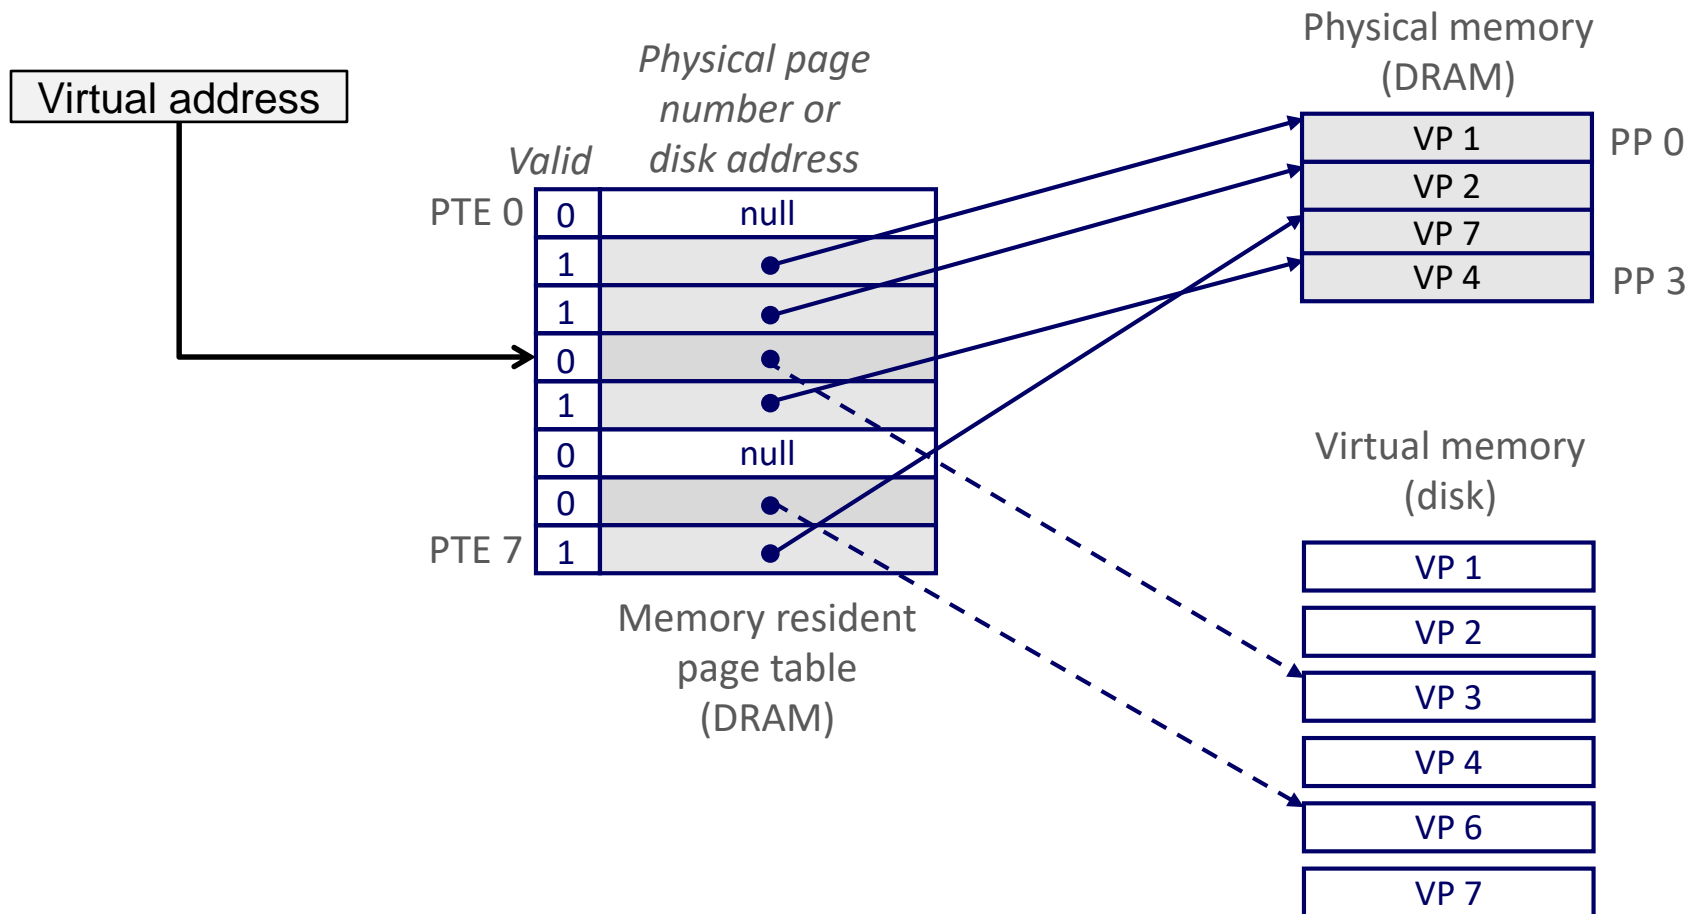 Virtual address
Physical page
number or
disk address
Valid
PTE 0
0 null
1
1
0
1
0 null
0
PTE 7 1
Memory resident
page table
(DRAM)
Physical memory
(DRAM)
VP 1 PP 0
VP 2
VP 7
VP 4 PP 3
Virtual memory
(disk)
VP 1
VP 2
VP 3
VP 4
VP 6
VP 7